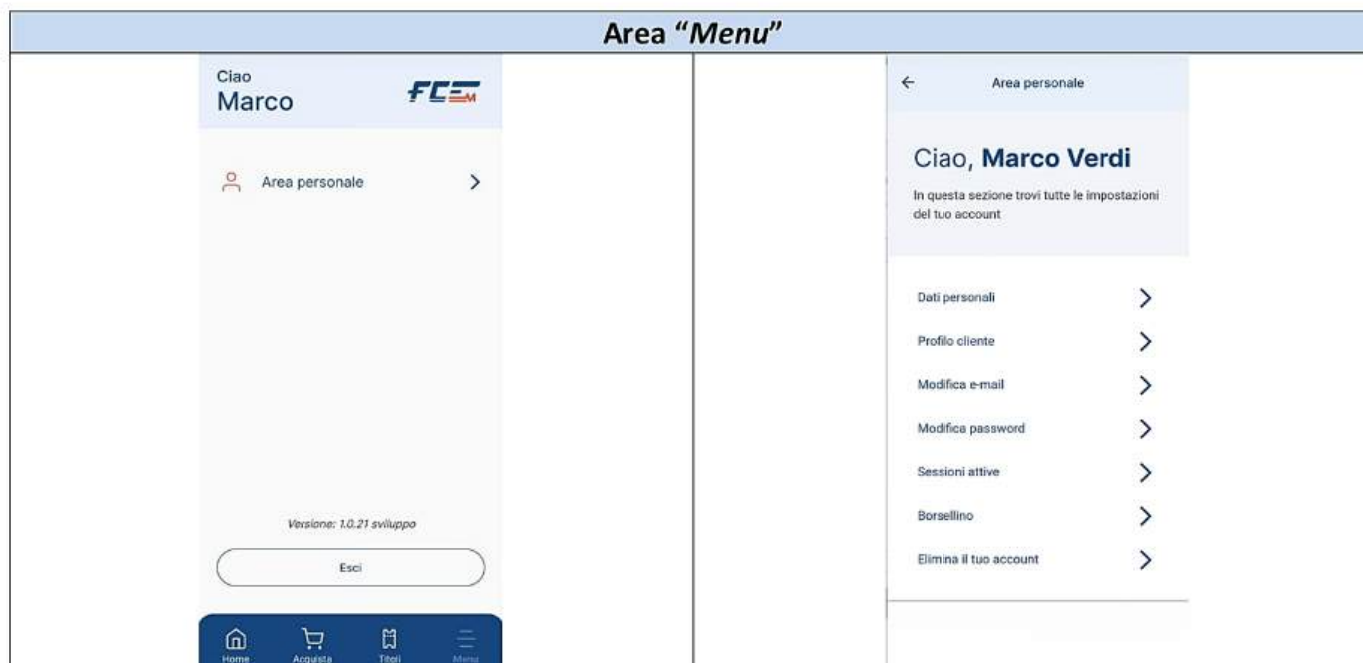 Area “Menu”
Ciao
Marco
FCE M
Area personale
Versione: 1.0.21 sviluppo
Esci
Home
Acquista
Titoli
Menu
Area personale
Ciao, Marco Verdi
In questa sezione trovi tutte le impostazioni
del tuo account
Dati personali
Profilo cliente
Modifica e-mail
Modifica password
Sessioni attive
Borsellino
Elimina il tuo account